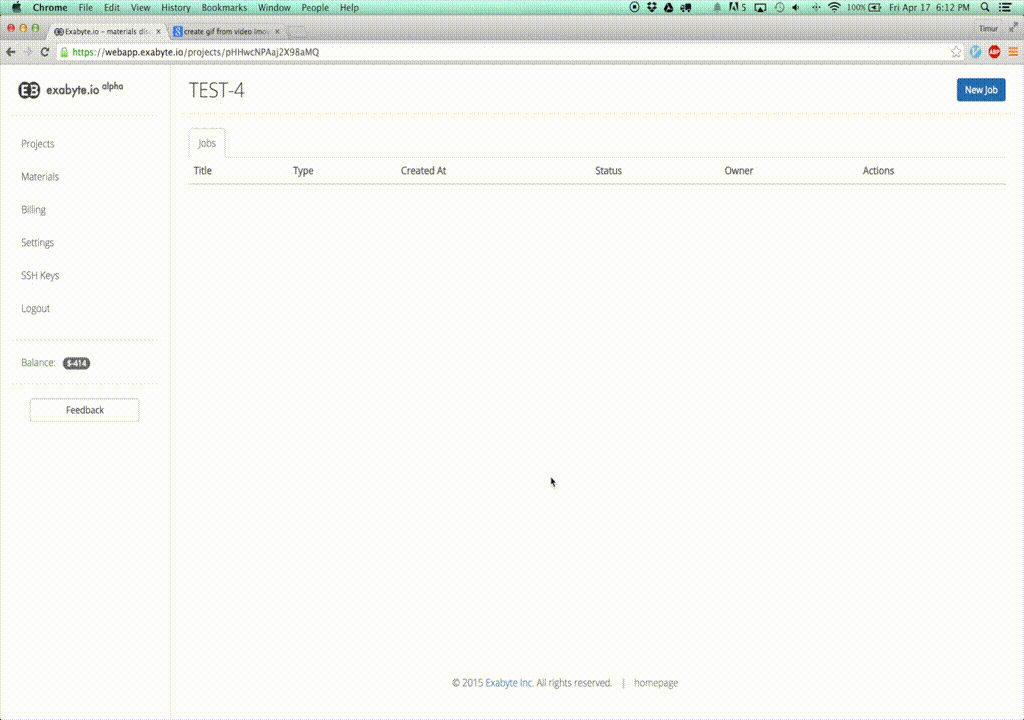 Chrome File Edit View History Bookmarks Window People Help 5 100% Fri Apr 17 6:12 PM
Exabyte.io – materials dis create gif from video imov Timur
https://webapp.exabyte.io/projects/pHHwcNPAaj2X98aMQ ABP
exabyte.io alpha
TEST-4
New Job
Projects
Materials
Billing
Settings
SSH Keys
Logout
Balance: $-414
Feedback
Jobs
Title Type Created At Status Owner Actions
© 2015 Exabyte Inc. All rights reserved. | homepage